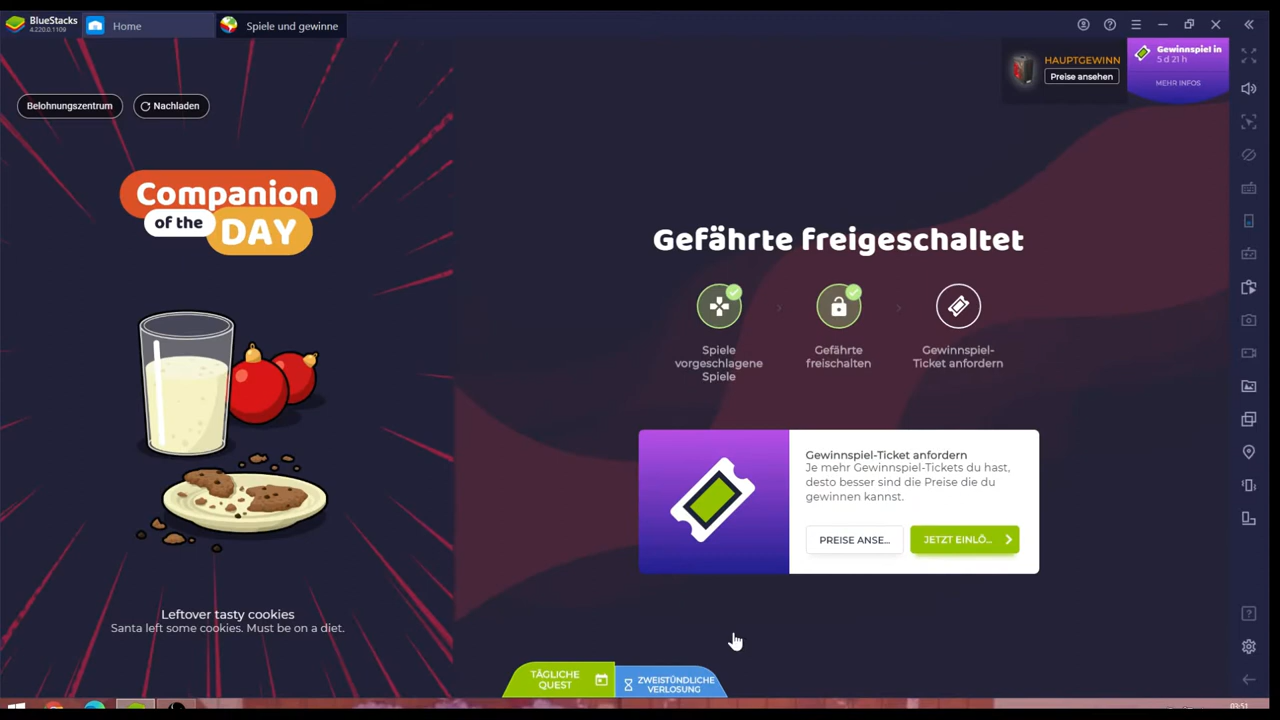 BlueStacks
4.220.0.1109
Home
Spiele und gewinne
HAUPTGEWINN
Preise ansehen
Gewinnspiel in
5 d 21 h
MEHR INFOS
Belohnungszentrum
Nachladen
Companion
of the
DAY
Leftover tasty cookies
Santa left some cookies. Must be on a diet.
Gefährte freigeschaltet
Spiele
vorgeschlagene
Spiele
Gefährte
freischalten
Gewinnspiel-
Ticket anfordern
Gewinnspiel-Ticket anfordern
Je mehr Gewinnspiel-Tickets du hast,
desto besser sind die Preise die du
gewinnen kannst.
PREISE ANSE...
JETZT EINLÖ...
TÄGLICHE
QUEST
ZWEISTÜNDLICHE
VERLOSUNG
03:51